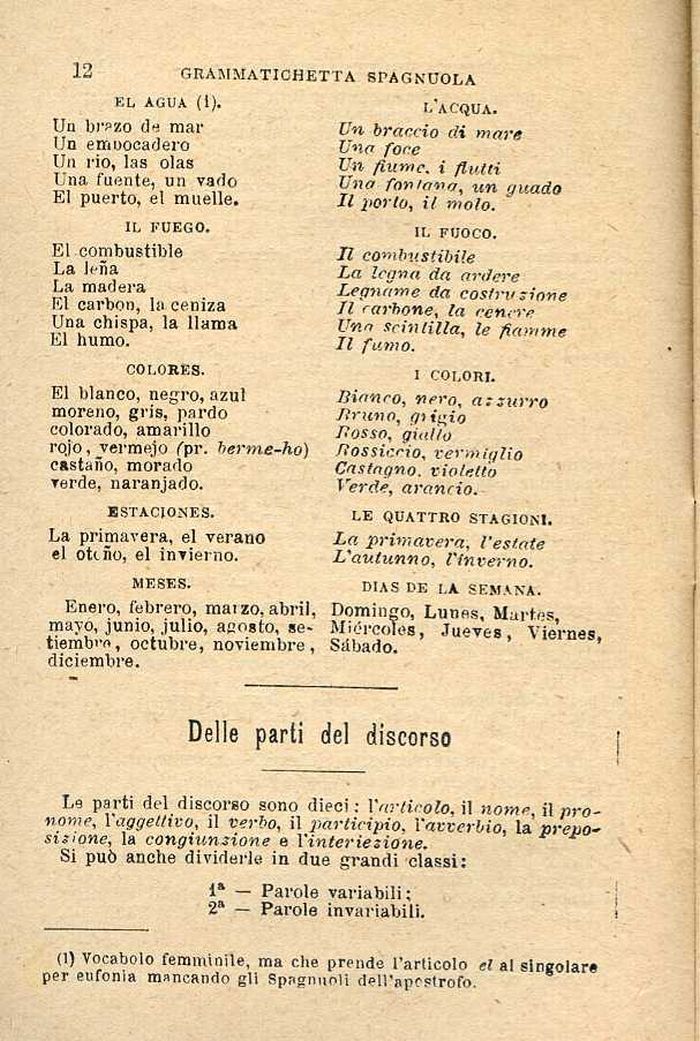 12 GRAMMATICHETTA SPAGNUOLA
EL AGUA (1).
Un brazo de mar
Un embocadero
Un rio, las olas
Una fuente, un vado
El puerto, el muelle.
IL FUEGO.
El combustible
La leña
La madera
El carbon, la ceniza
Una chispa, la llama
El humo.
COLORES.
El blanco, negro, azul
moreno, gris, pardo
colorado, amarillo
rojo, vermejo (pr. berme-ho)
castaño, morado
verde, naranjado.
ESTACIONES.
La primavera, el verano
el otoño, el invierno.
MESES.
Enero, febrero, marzo, abril,
mayo, junio, julio, agosto, se-
tiembre, octubre, noviembre,
diciembre.
L'ACQUA.
Un braccio di mare
Una foce
Un fiume, i flutti
Una fontana, un guado
Il porto, il molo.
IL FUOCO.
Il combustibile
La legna da ardere
Legname da costruzione
Il carbone, la cenere
Una scintilla, le fiamme
Il fumo.
I COLORI.
Bianco, nero, azzurro
Bruno, grigio
Rosso, giallo
Rossiccio, vermiglio
Castagno, violetto
Verde, arancio.
LE QUATTRO STAGIONI.
La primavera, l'estate
L'autunno, l'inverno.
DIAS DE LA SEMANA.
Domingo, Lunes, Martes,
Miércoles, Jueves, Viernes,
Sábado.
Delle parti del discorso
Le parti del discorso sono dieci: l'articolo, il nome, il pro-
nome, l'aggettivo, il verbo, il participio, l'avverbio, la prepo-
sizione, la congiunzione e l'interiezione.
Si può anche dividerle in due grandi classi:
1ª — Parole variabili;
2ª — Parole invariabili.
(1) Vocabolo femminile, ma che prende l'articolo el al singolare
per eufonia mancando gli Spagnuoli dell'apostrofo.